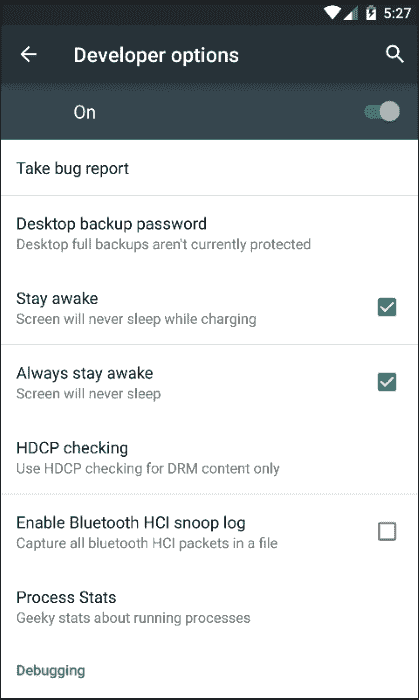 5:27
Developer options
On
Take bug report
Desktop backup password
Desktop full backups aren't currently protected
Stay awake
Screen will never sleep while charging
Always stay awake
Screen will never sleep
HDCP checking
Use HDCP checking for DRM content only
Enable Bluetooth HCI snoop log
Capture all bluetooth HCI packets in a file
Process Stats
Geeky stats about running processes
Debugging